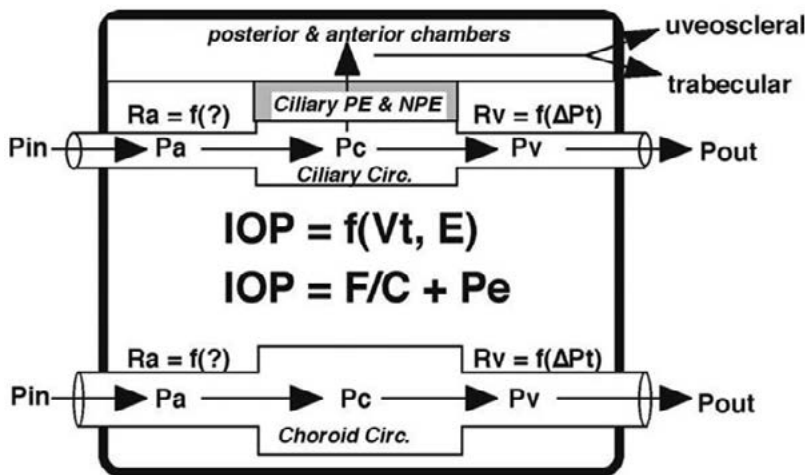 posterior & anterior chambers
uveoscleral
trabecular
Ciliary PE & NPE
Ra = f(?)
Rv = f(ΔPt)
Pin
Pa
Pc
Pv
Pout
Ciliary Circ.
IOP = f(Vt, E)
IOP = F/C + Pe
Ra = f(?)
Rv = f(ΔPt)
Pin
Pa
Pc
Pv
Pout
Choroid Circ.